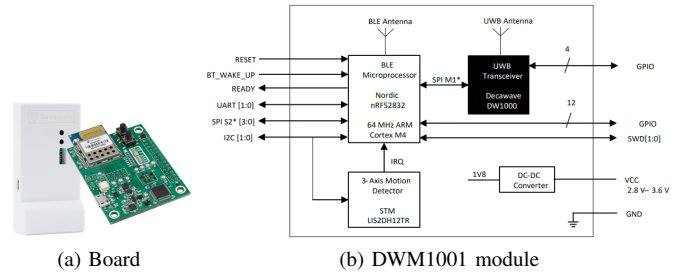 BLE Antenna
UWB Antenna
RESET
BT_WAKE_UP
READY
UART [1:0]
SPI S2* [3:0]
I2C [1:0]
BLE
Microprocessor
Nordic
nRF52832
64 MHz ARM
Cortex M4
SPI M1*
UWB
Transceiver
Decawave
DW1000
4
GPIO
12
GPIO
SWD[1:0]
IRQ
3-Axis Motion
Detector
STM
LIS2DH12TR
1V8
DC-DC
Converter
VCC
2.8 V– 3.6 V
GND
(a) Board
(b) DWM1001 module